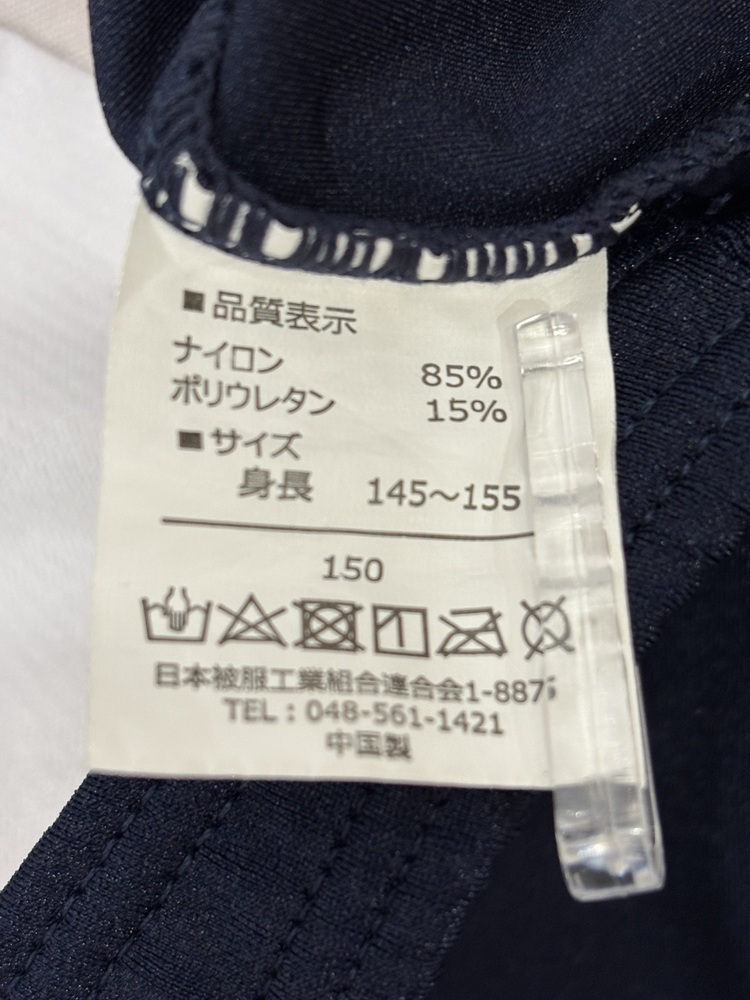 ■品質表示
ナイロン 85%
ポリウレタン 15%
■サイズ
身長 145～155
150
日本被服工業組合連合会1-887
TEL：048-561-1421
中国製